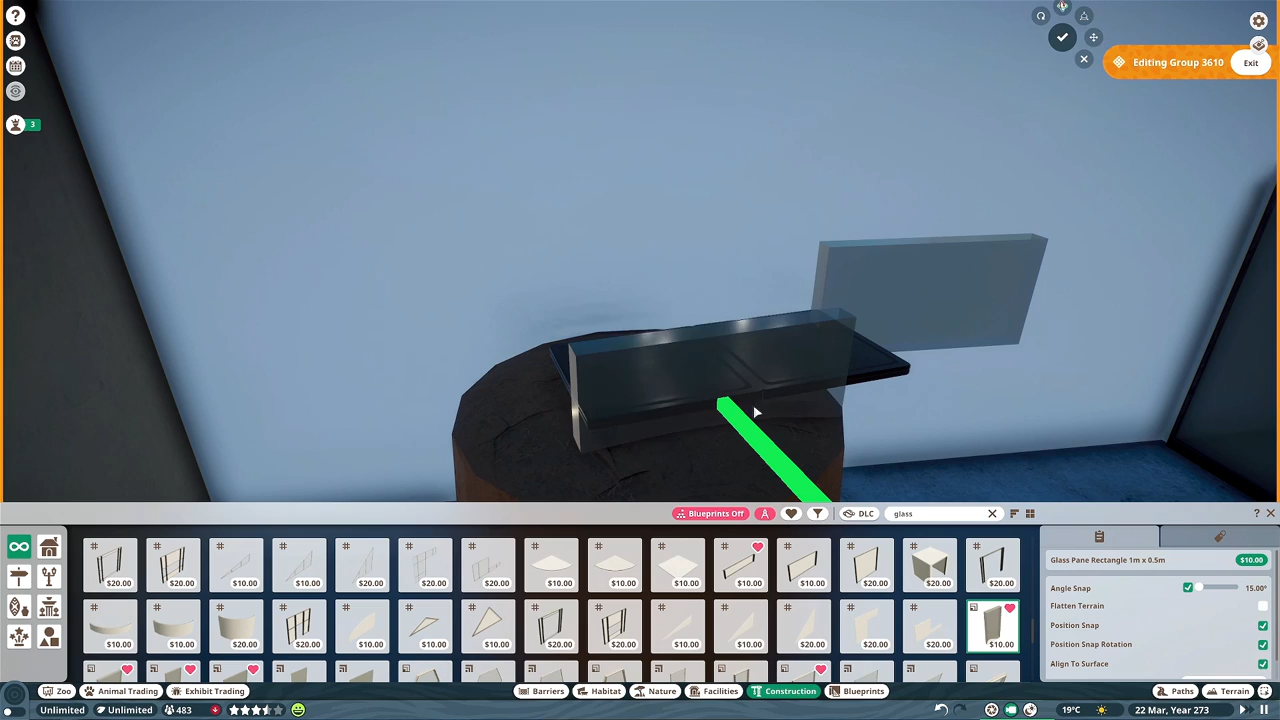 ?
Editing Group 3610 Exit
3
Blueprints Off DLC glass ?
$20.00 $20.00 $10.00 $10.00 $20.00 $20.00 $20.00 $10.00 $10.00 $10.00 $10.00 $20.00 $20.00 $20.00 $20.00
$10.00 $10.00 $20.00 $20.00 $10.00 $10.00 $10.00 $20.00 $20.00 $10.00 $10.00 $10.00 $20.00 $20.00 $10.00
Glass Pane Rectangle 1m x 0.5m $10.00
Angle Snap 15.00°
Flatten Terrain
Position Snap
Position Snap Rotation
Align To Surface
Zoo Animal Trading Exhibit Trading Barriers Habitat Nature Facilities Construction Blueprints Paths Terrain
Unlimited Unlimited 483 19°C 22 Mar, Year 273